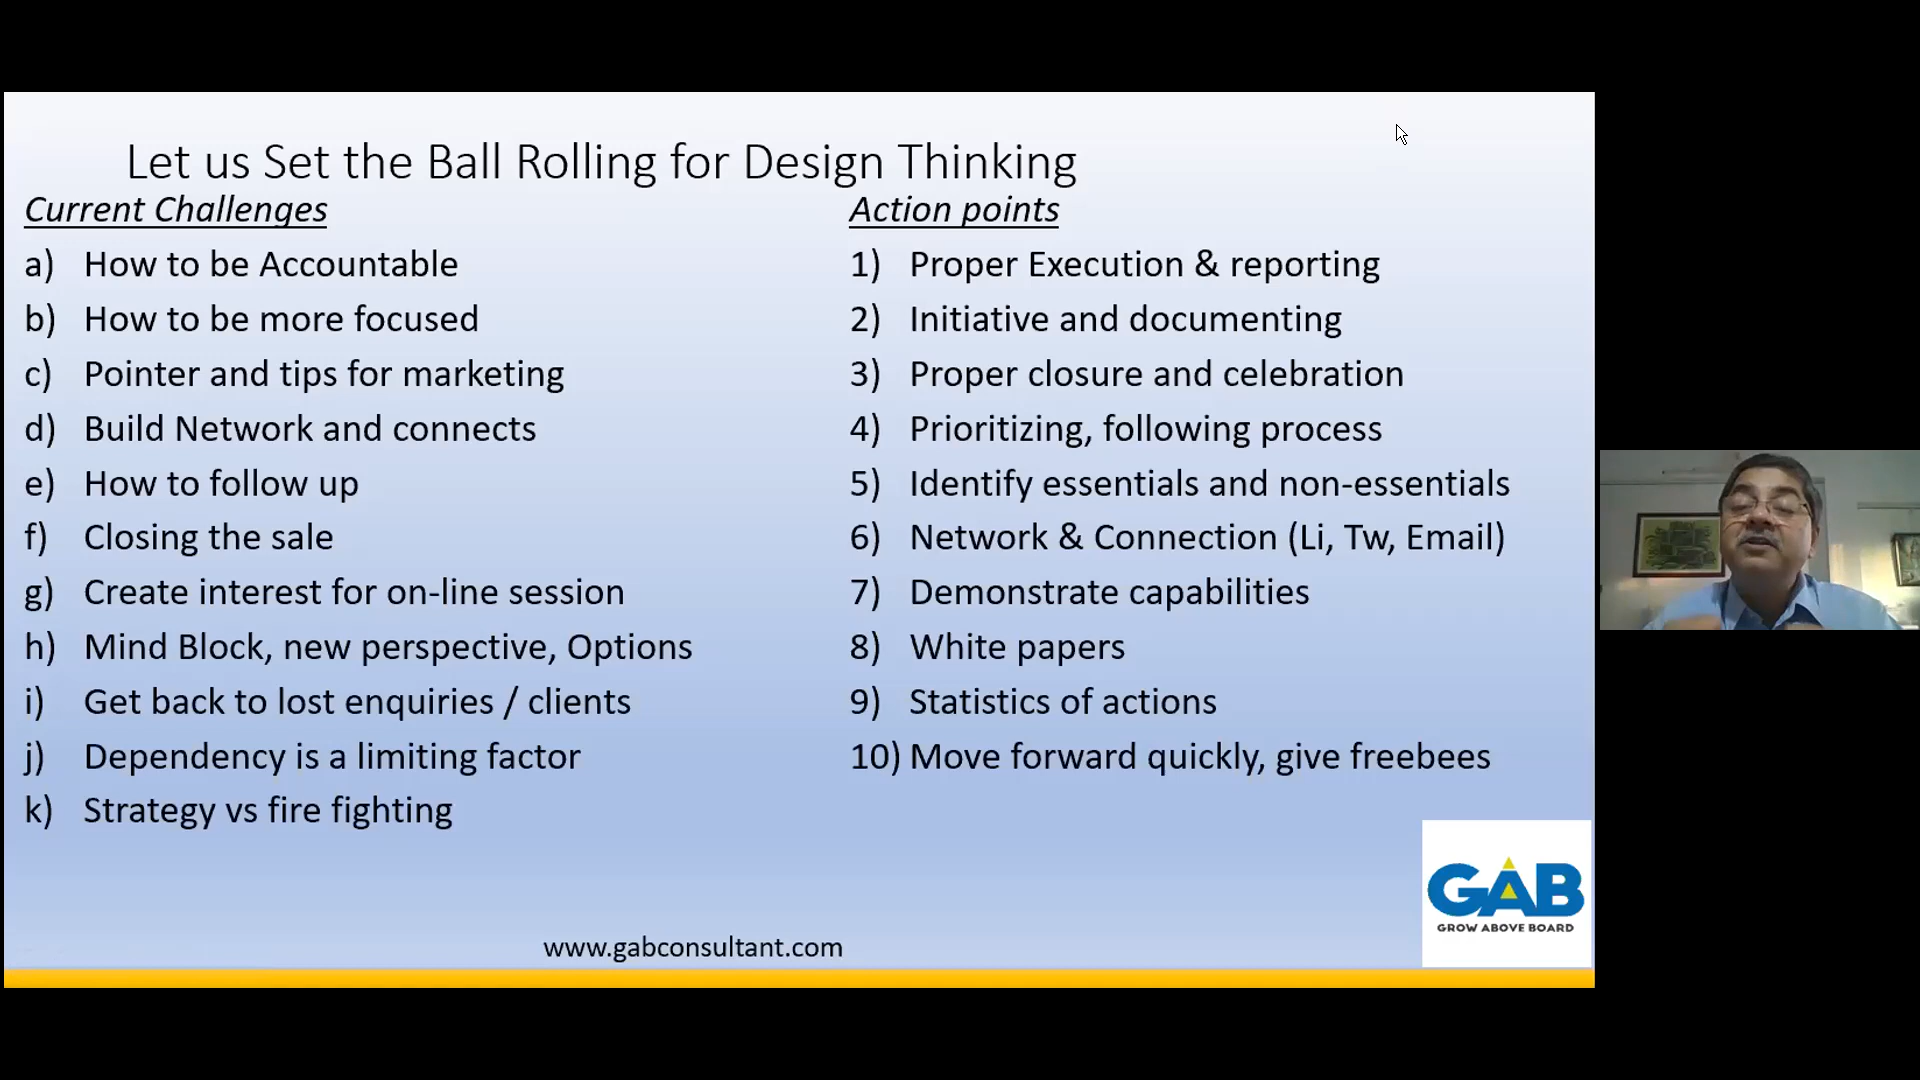 Let us Set the Ball Rolling for Design Thinking
Current Challenges
a) How to be Accountable
b) How to be more focused
c) Pointer and tips for marketing
d) Build Network and connects
e) How to follow up
f) Closing the sale
g) Create interest for on-line session
h) Mind Block, new perspective, Options
i) Get back to lost enquiries / clients
j) Dependency is a limiting factor
k) Strategy vs fire fighting
Action points
1) Proper Execution & reporting
2) Initiative and documenting
3) Proper closure and celebration
4) Prioritizing, following process
5) Identify essentials and non-essentials
6) Network & Connection (Li, Tw, Email)
7) Demonstrate capabilities
8) White papers
9) Statistics of actions
10) Move forward quickly, give freebees
GAB
GROW ABOVE BOARD
www.gabconsultant.com